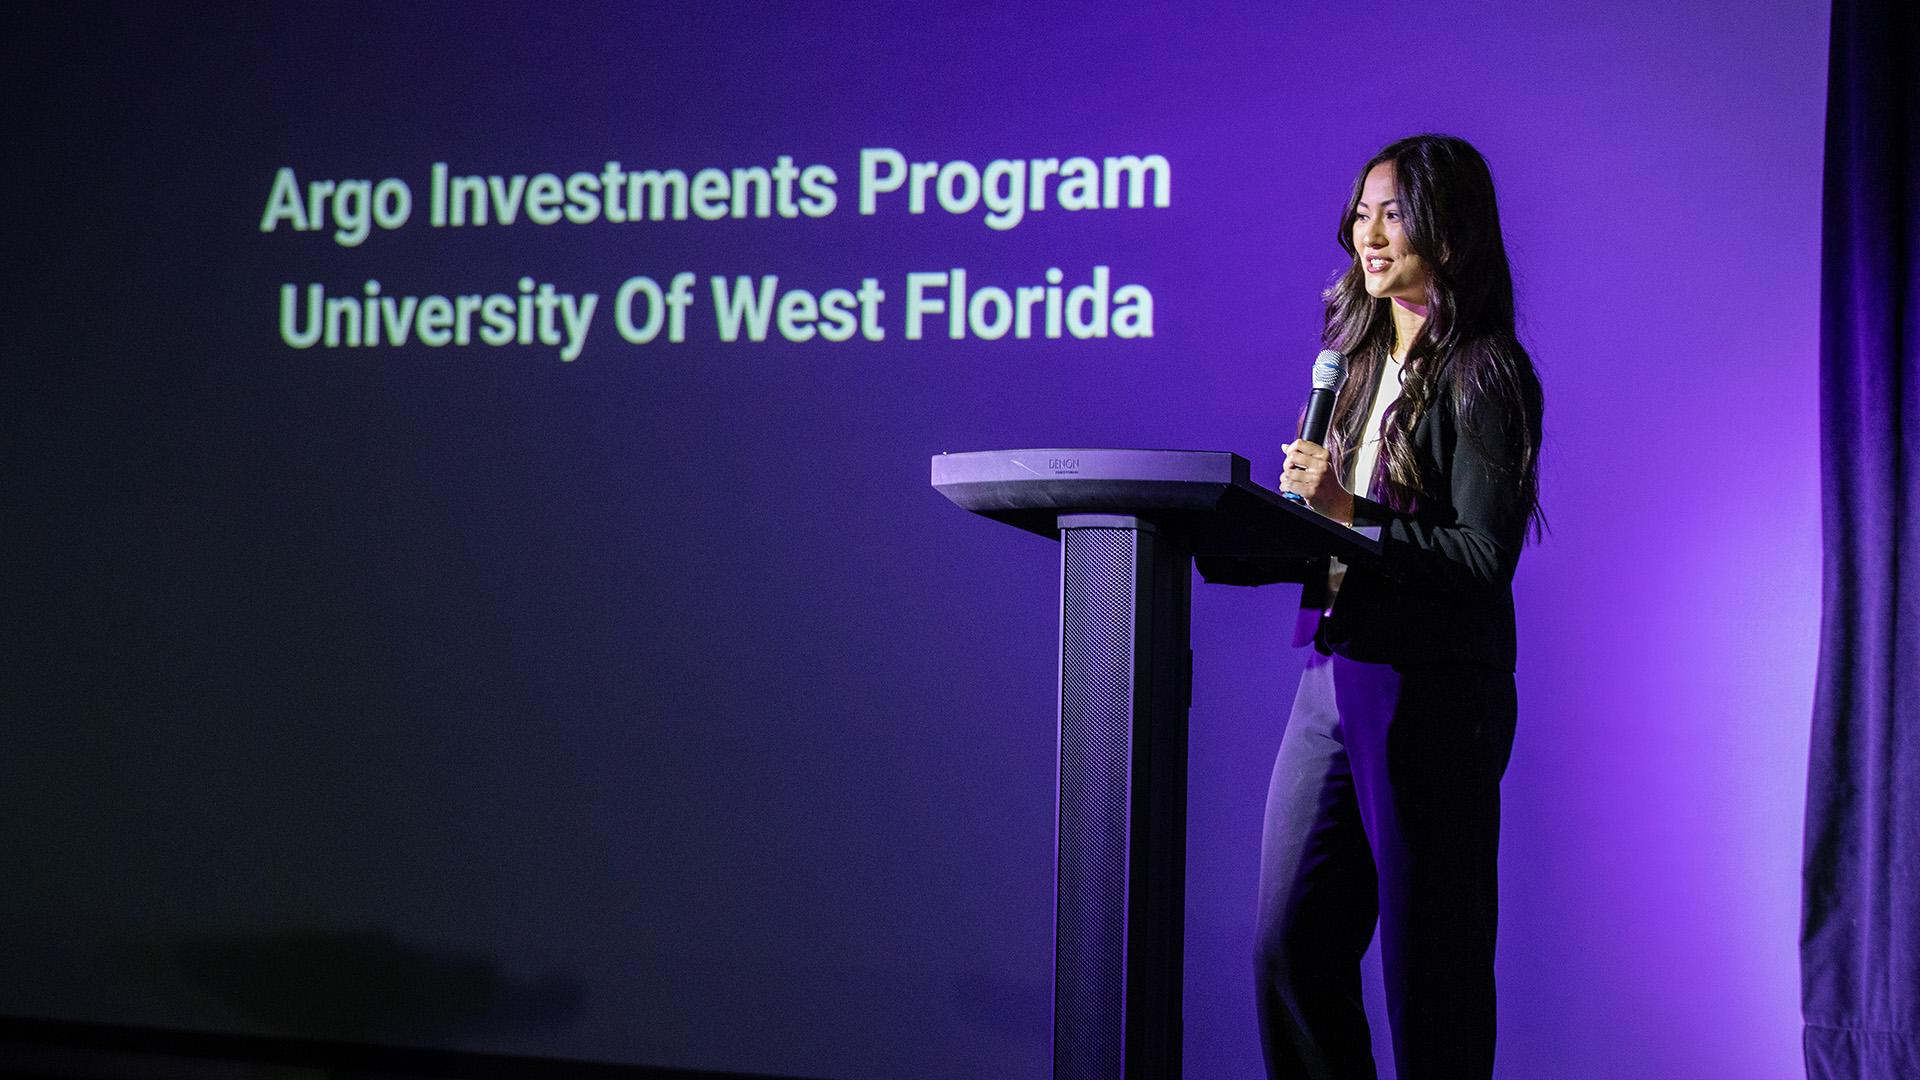 Argo Investments Program
University Of West Florida
DENON